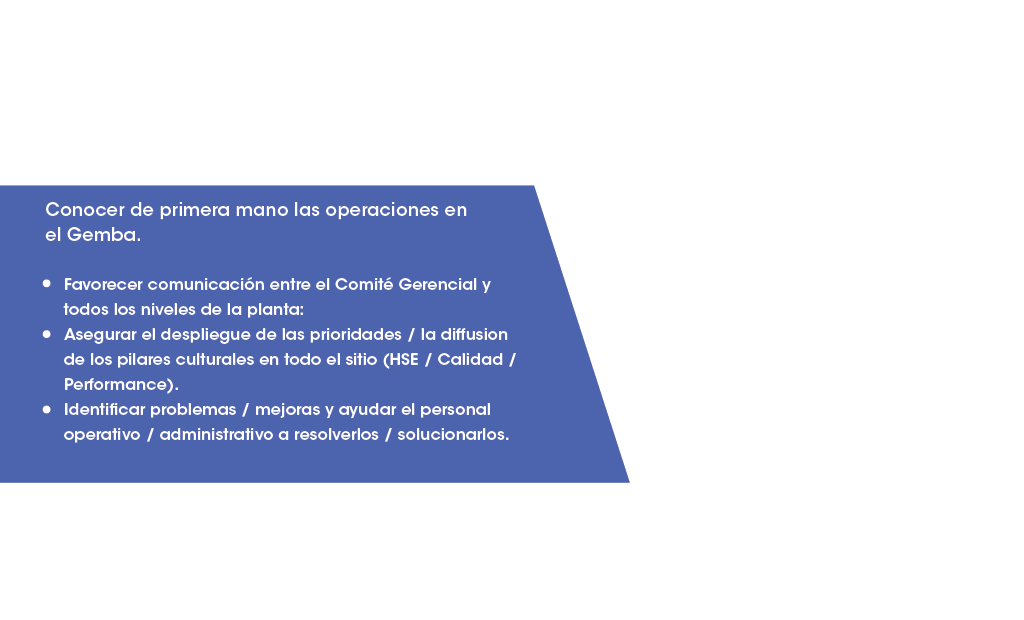 Conocer de primera mano las operaciones en
el Gemba.
• Favorecer comunicación entre el Comité Gerencial y
todos los niveles de la planta:
• Asegurar el despliegue de las prioridades / la diffusion
de los pilares culturales en todo el sitio (HSE / Calidad /
Performance).
• Identificar problemas / mejoras y ayudar el personal
operativo / administrativo a resolverlos / solucionarlos.